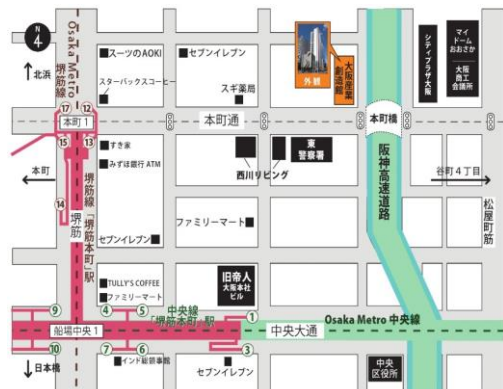 N
4
↑
北浜
Osaka Metro
堺筋線
スーツのAOKI
セブンイレブン
スターバックスコーヒー
スギ薬局
外観
大阪産業
創造館
シティプラザ大阪
マイ
ドームお
おさか
大阪
商工
会議所
⑰
⑫
本町1
本町通
本町橋
⑮
⑬
すき家
みずほ銀行 ATM
西川リビング
東
警察署
本町
谷町4丁目
松屋町筋
⑭
堺筋
堺筋線「堺筋本町」駅
セブンイレブン
ファミリーマート
阪神高速道路
TULLY'S COFFEE
ファミリーマート
旧帝人
大阪本社
ビル
⑨
④
⑤
中央線
「堺筋本町」駅
①
Osaka Metro 中央線
船場中央1
中央大通
⑩
⑦
⑥
③
↓日本橋
インド総領事館
セブンイレブン
中央
区役所